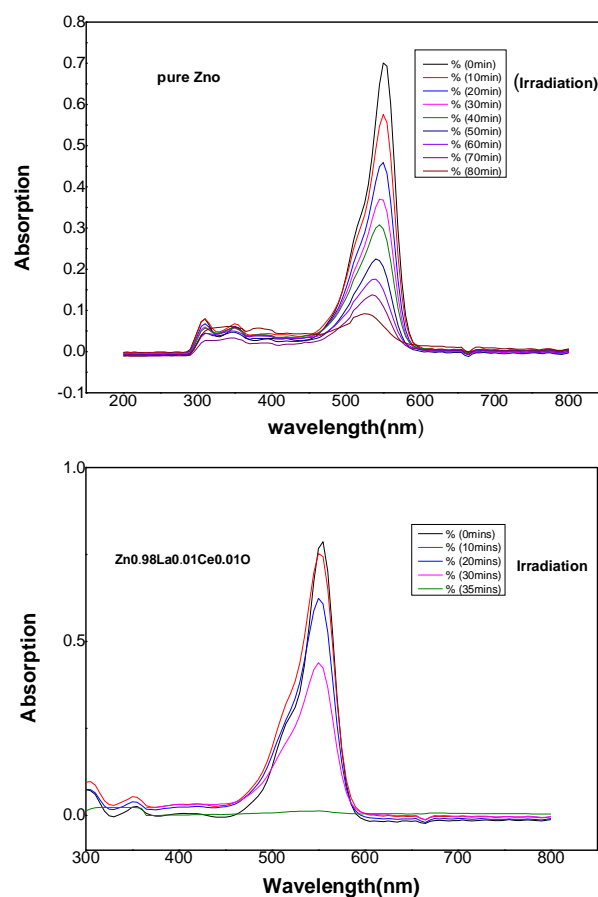 0.8
0.7
0.6
0.5
0.4
0.3
0.2
0.1
0.0
-0.1
Absorption
pure Zno
% (0min)
% (10min)
% (20min)
% (30min)
% (40min)
% (50min)
% (60min)
% (70min)
% (80min)
(Irradiation)
200 300 400 500 600 700 800
wavelength(nm)
1.0
0.5
0.0
Absorption
Zn0.98La0.01Ce0.01O
% (0mins)
% (10mins)
% (20mins)
% (30mins)
% (35mins)
Irradiation
300 400 500 600 700 800
Wavelength(nm)